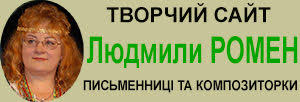 ТВОРЧИЙ САЙТ
Людмили РОМЕН
ПИСЬМЕННИЦІ ТА КОМПОЗИТОРКИ